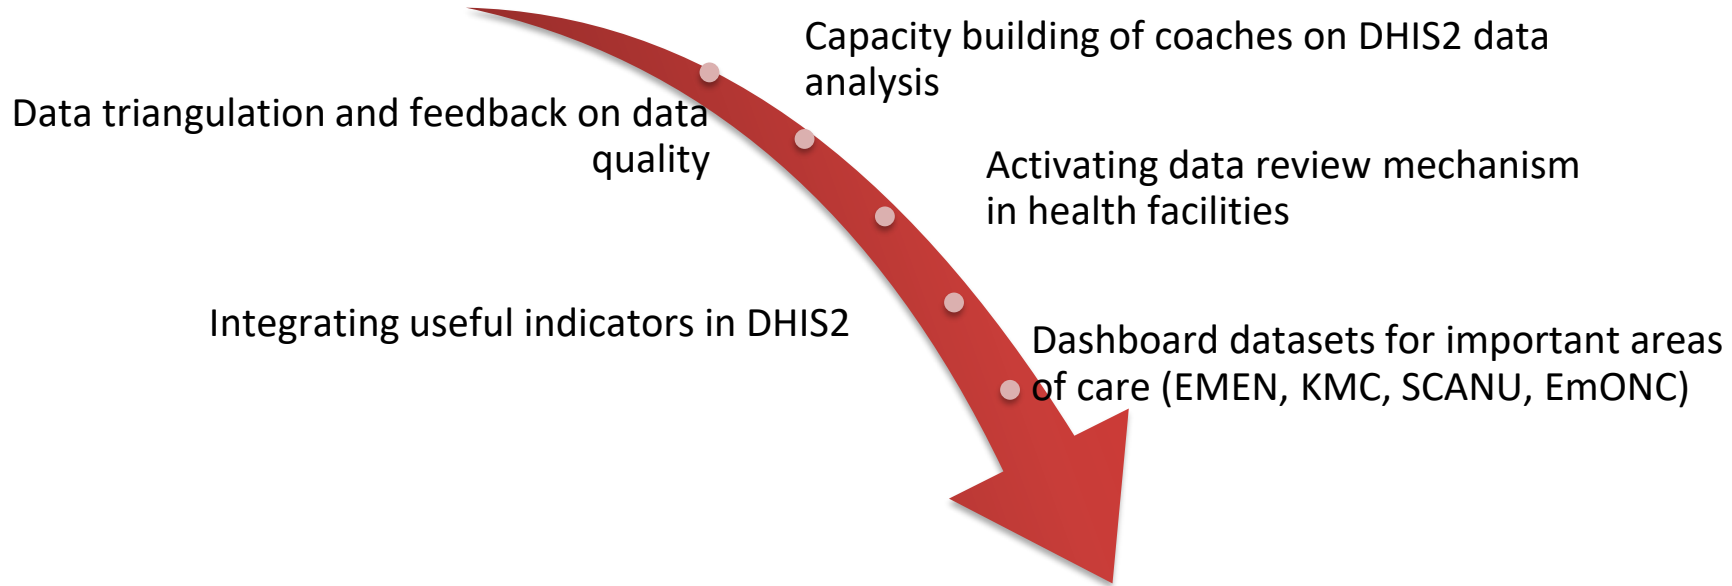 Capacity building of coaches on DHIS2 data
analysis
Data triangulation and feedback on data
quality
Activating data review mechanism
in health facilities
Integrating useful indicators in DHIS2
Dashboard datasets for important areas
of care (EMEN, KMC, SCANU, EmONC)